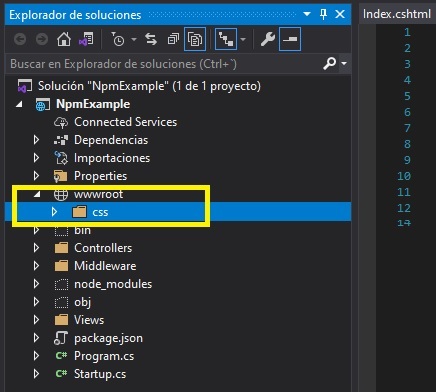 Explorador de soluciones
Index.cshtml
Buscar en Explorador de soluciones (Ctrl+`)
Solución "NpmExample" (1 de 1 proyecto)
NpmExample
Connected Services
Dependencias
Importaciones
Properties
wwwroot
css
bin
Controllers
Middleware
node_modules
obj
Views
package.json
C# Program.cs
C# Startup.cs
1
2
3
4
5
6
7
8
9
10
11
12
14